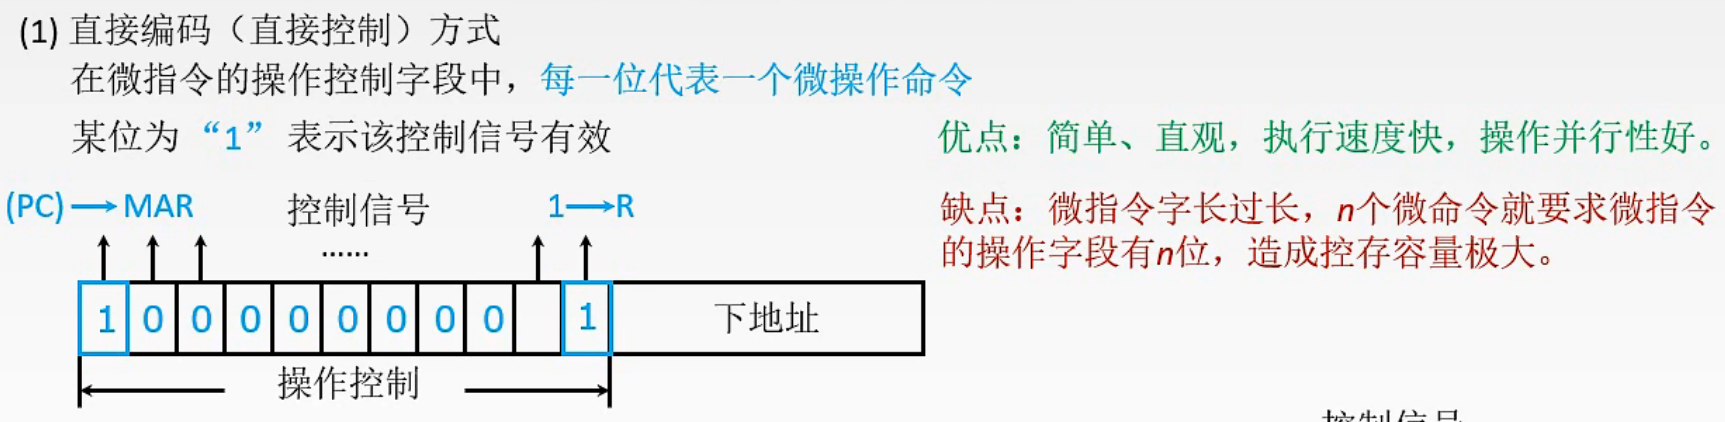 (1) 直接编码（直接控制）方式
在微指令的操作控制字段中，每一位代表一个微操作命令
某位为“1”表示该控制信号有效
优点：简单、直观，执行速度快，操作并行性好。
缺点：微指令字长过长，n个微命令就要求微指令
的操作字段有n位，造成控存容量极大。
(PC)→MAR 控制信号 1→R
......
1 0 0 0 0 0 0 0 0 1 下地址
操作控制
控制信号